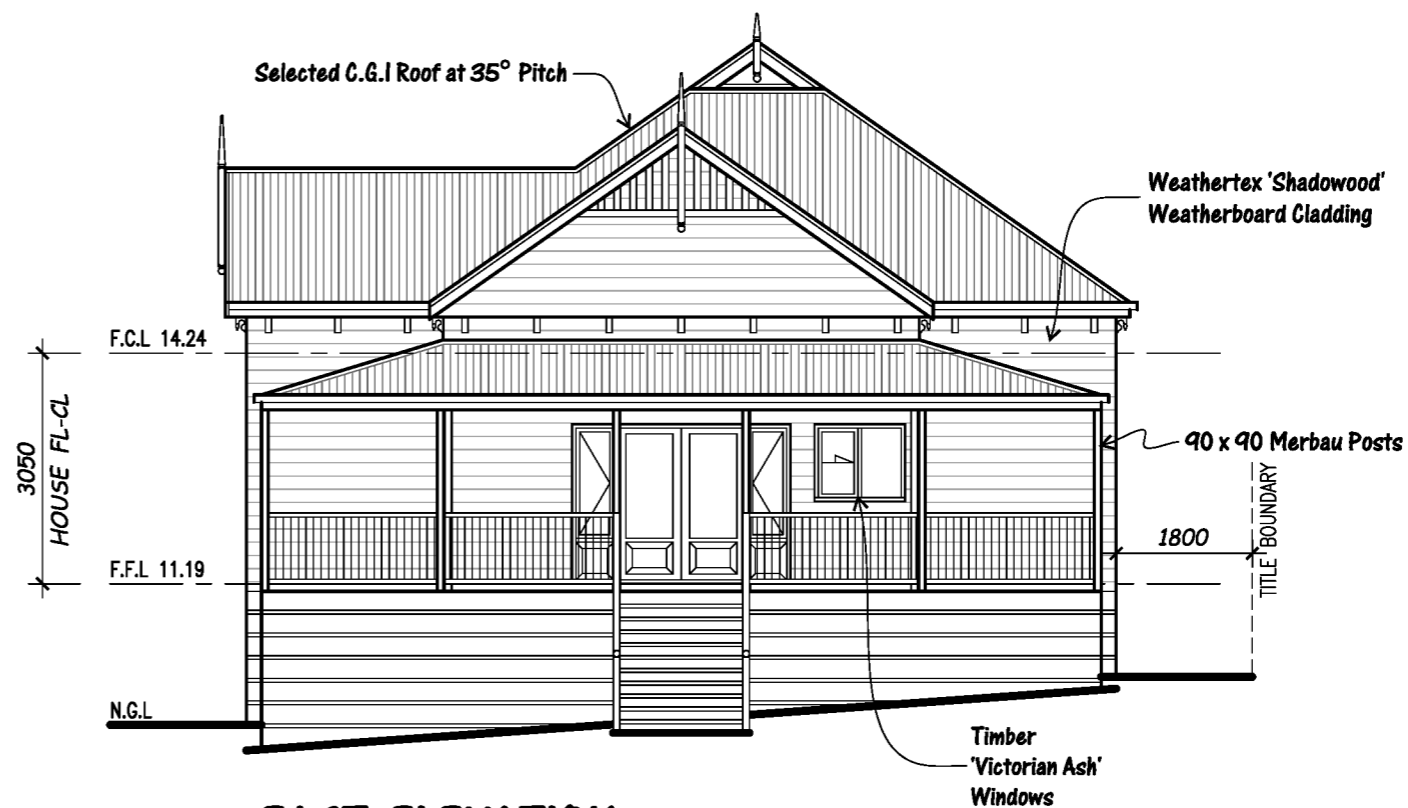 Selected C.G.I Roof at 35° Pitch
Weathertex 'Shadowood'
Weatherboard Cladding
F.C.L 14.24
3050
HOUSE FL-CL
90 x 90 Merbau Posts
1800
TITLE BOUNDARY
F.F.L 11.19
N.G.L
Timber
'Victorian Ash'
Windows